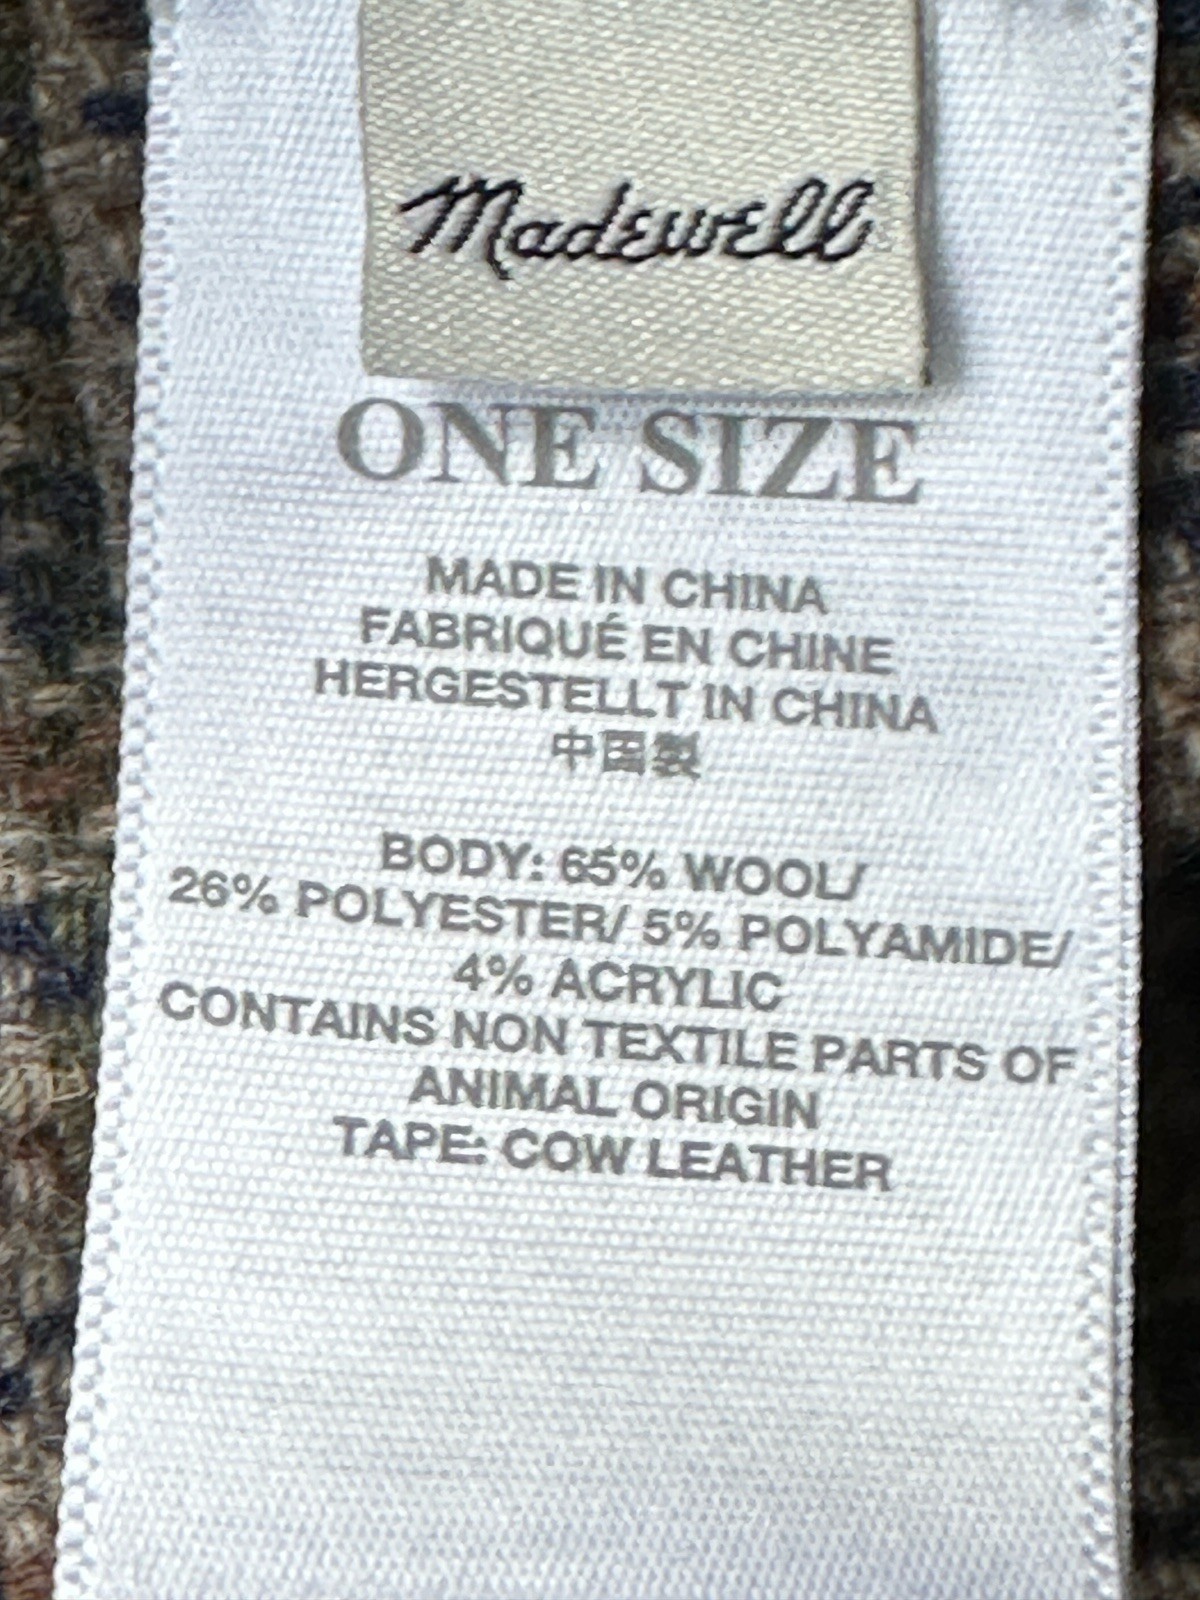 Madewell
ONE SIZE
MADE IN CHINA
FABRIQUÉ EN CHINE
HERGESTELLT IN CHINA
中国製
BODY: 65% WOOL/
26% POLYESTER/ 5% POLYAMIDE/
4% ACRYLIC
CONTAINS NON TEXTILE PARTS OF
ANIMAL ORIGIN
TAPE: COW LEATHER